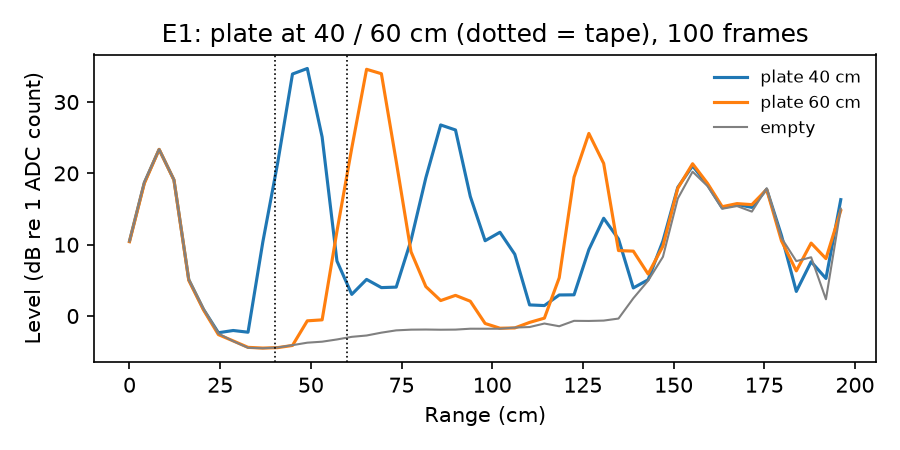 E1: plate at 40 / 60 cm (dotted = tape), 100 frames
plate 40 cm
plate 60 cm
empty
Level (dB re 1 ADC count)
30
20
10
0
0 25 50 75 100 125 150 175 200
Range (cm)